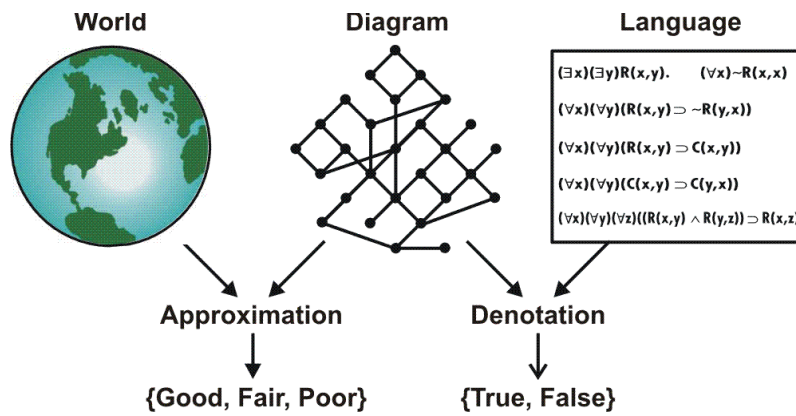 World
Diagram
Language
(∃x)(∃y)R(x,y). (∀x)~R(x,x)
(∀x)(∀y)(R(x,y) ⊃ ~R(y,x))
(∀x)(∀y)(R(x,y) ⊃ C(x,y))
(∀x)(∀y)(C(x,y) ⊃ C(y,x))
(∀x)(∀y)(∀z)((R(x,y) ∧ R(y,z)) ⊃ R(x,z)
Approximation
Denotation
{Good, Fair, Poor}
{True, False}